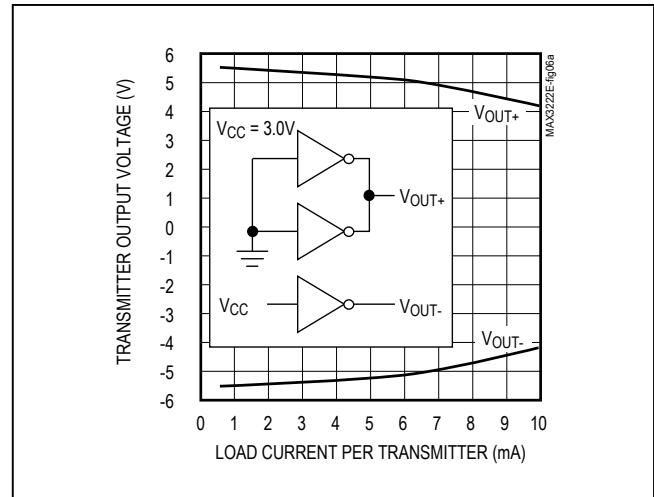 TRANSMITTER OUTPUT VOLTAGE (V)
6
5
4
3
2
1
0
-1
-2
-3
-4
-5
-6
MAX3222E-fig06a
VOUT+
VCC = 3.0V
VOUT+
VCC
VOUT-
VOUT-
0 1 2 3 4 5 6 7 8 9 10
LOAD CURRENT PER TRANSMITTER (mA)